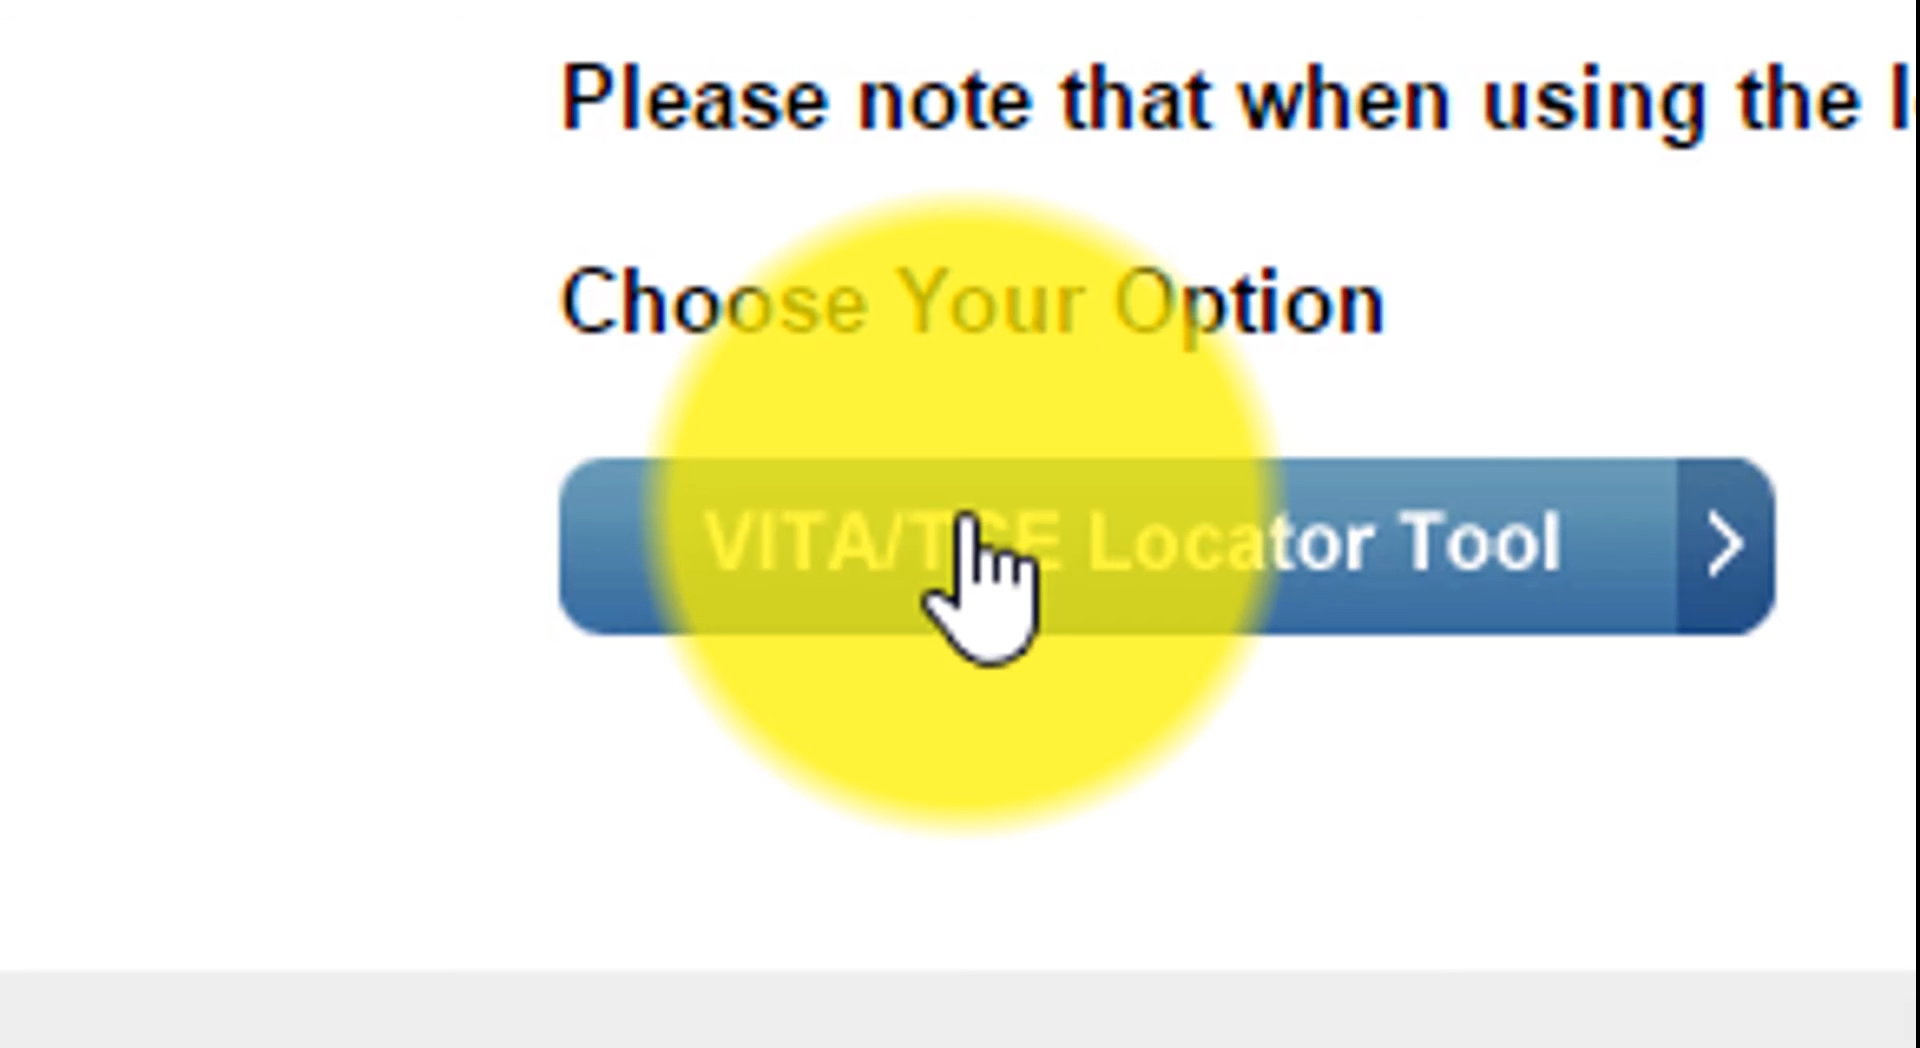 Please note that when using the
Choose Your Option
VITA/TCE Locator Tool